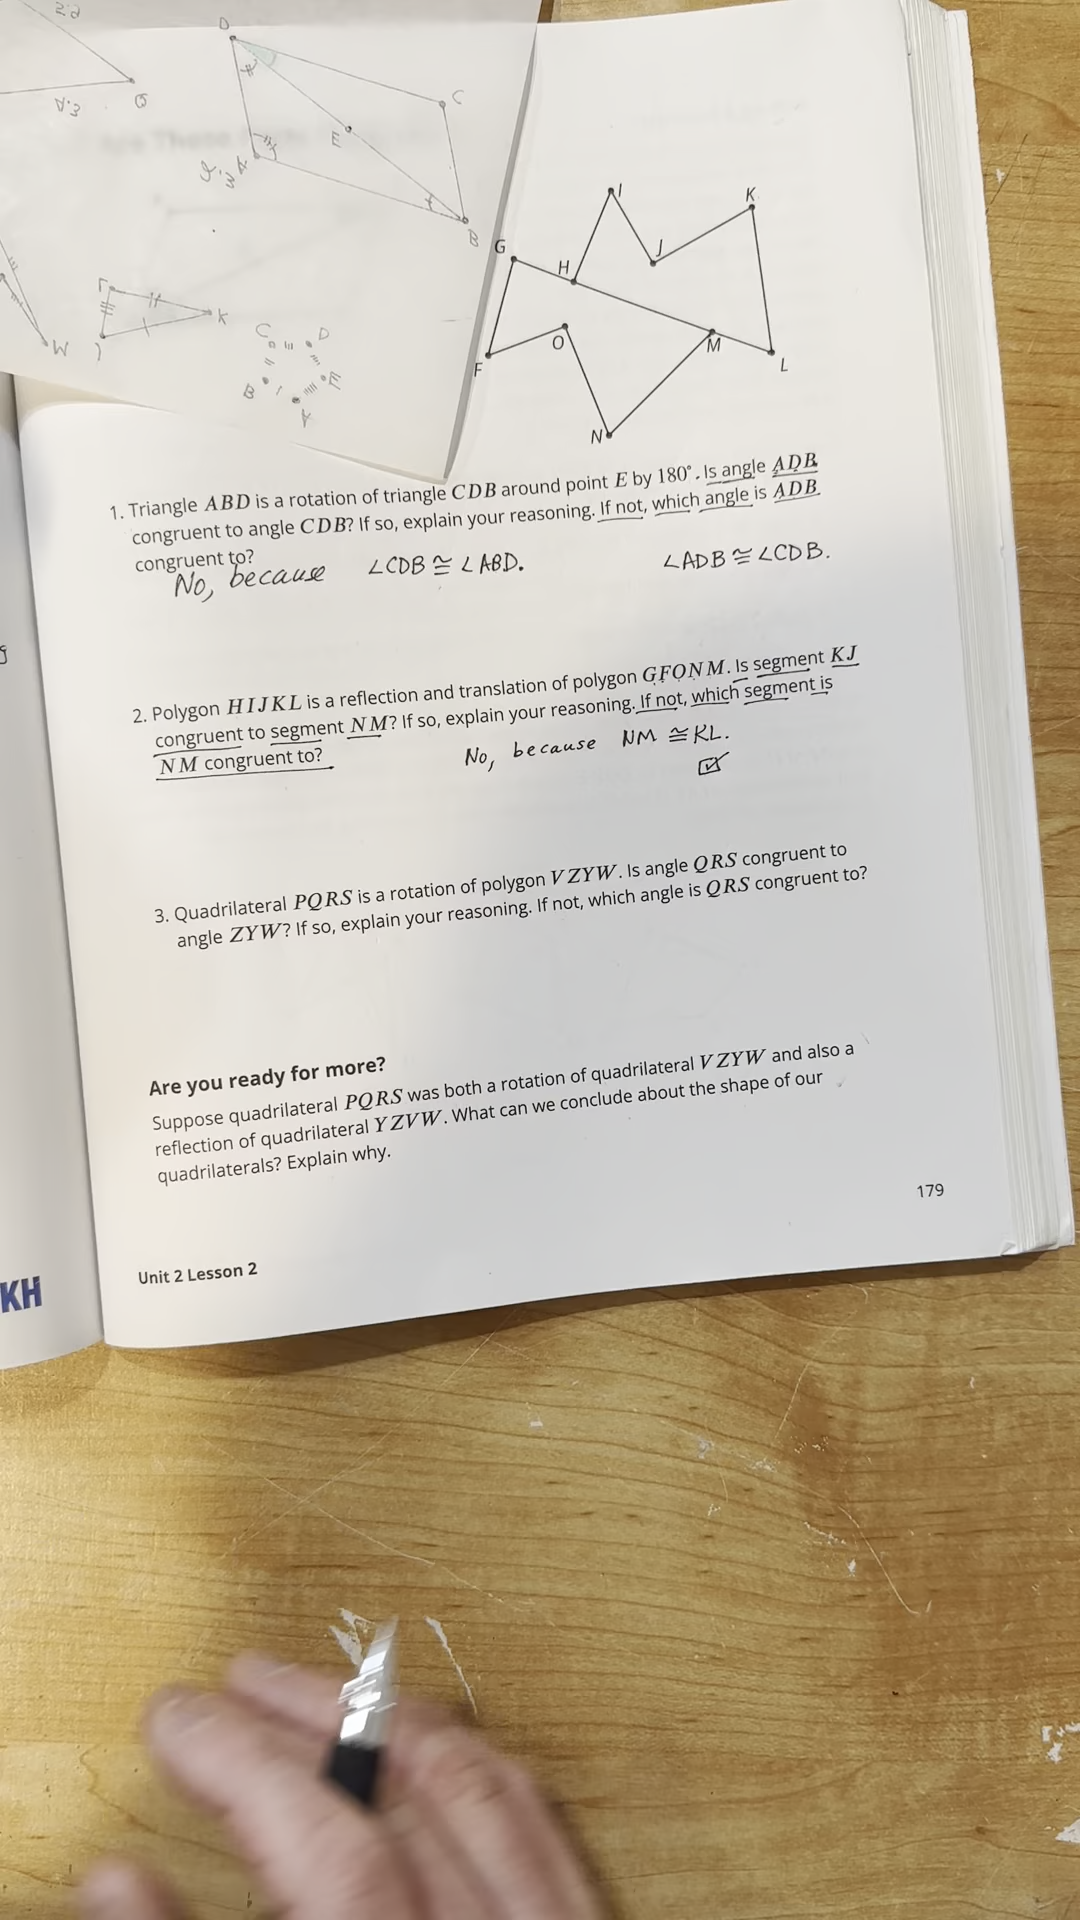 D
C
E
B
G
H
I
J
K
F
O
M
L
N
W
K
C
D
B
E
A
1. Triangle ABD is a rotation of triangle CDB around point E by 180°. Is angle ADB
congruent to angle CDB? If so, explain your reasoning. If not, which angle is ADB
congruent to?
No, because ∠CDB ≅ ∠ABD. ∠ADB ≅ ∠CDB.
2. Polygon HIJKL is a reflection and translation of polygon GFONM. Is segment KJ
congruent to segment NM? If so, explain your reasoning. If not, which segment is
NM congruent to?
No, because NM ≅ KL.
3. Quadrilateral PQRS is a rotation of polygon VZYW. Is angle QRS congruent to
angle ZYW? If so, explain your reasoning. If not, which angle is QRS congruent to?
Are you ready for more?
Suppose quadrilateral PQRS was both a rotation of quadrilateral VZYW and also a
reflection of quadrilateral YZVW. What can we conclude about the shape of our
quadrilaterals? Explain why.
179
Unit 2 Lesson 2
KH